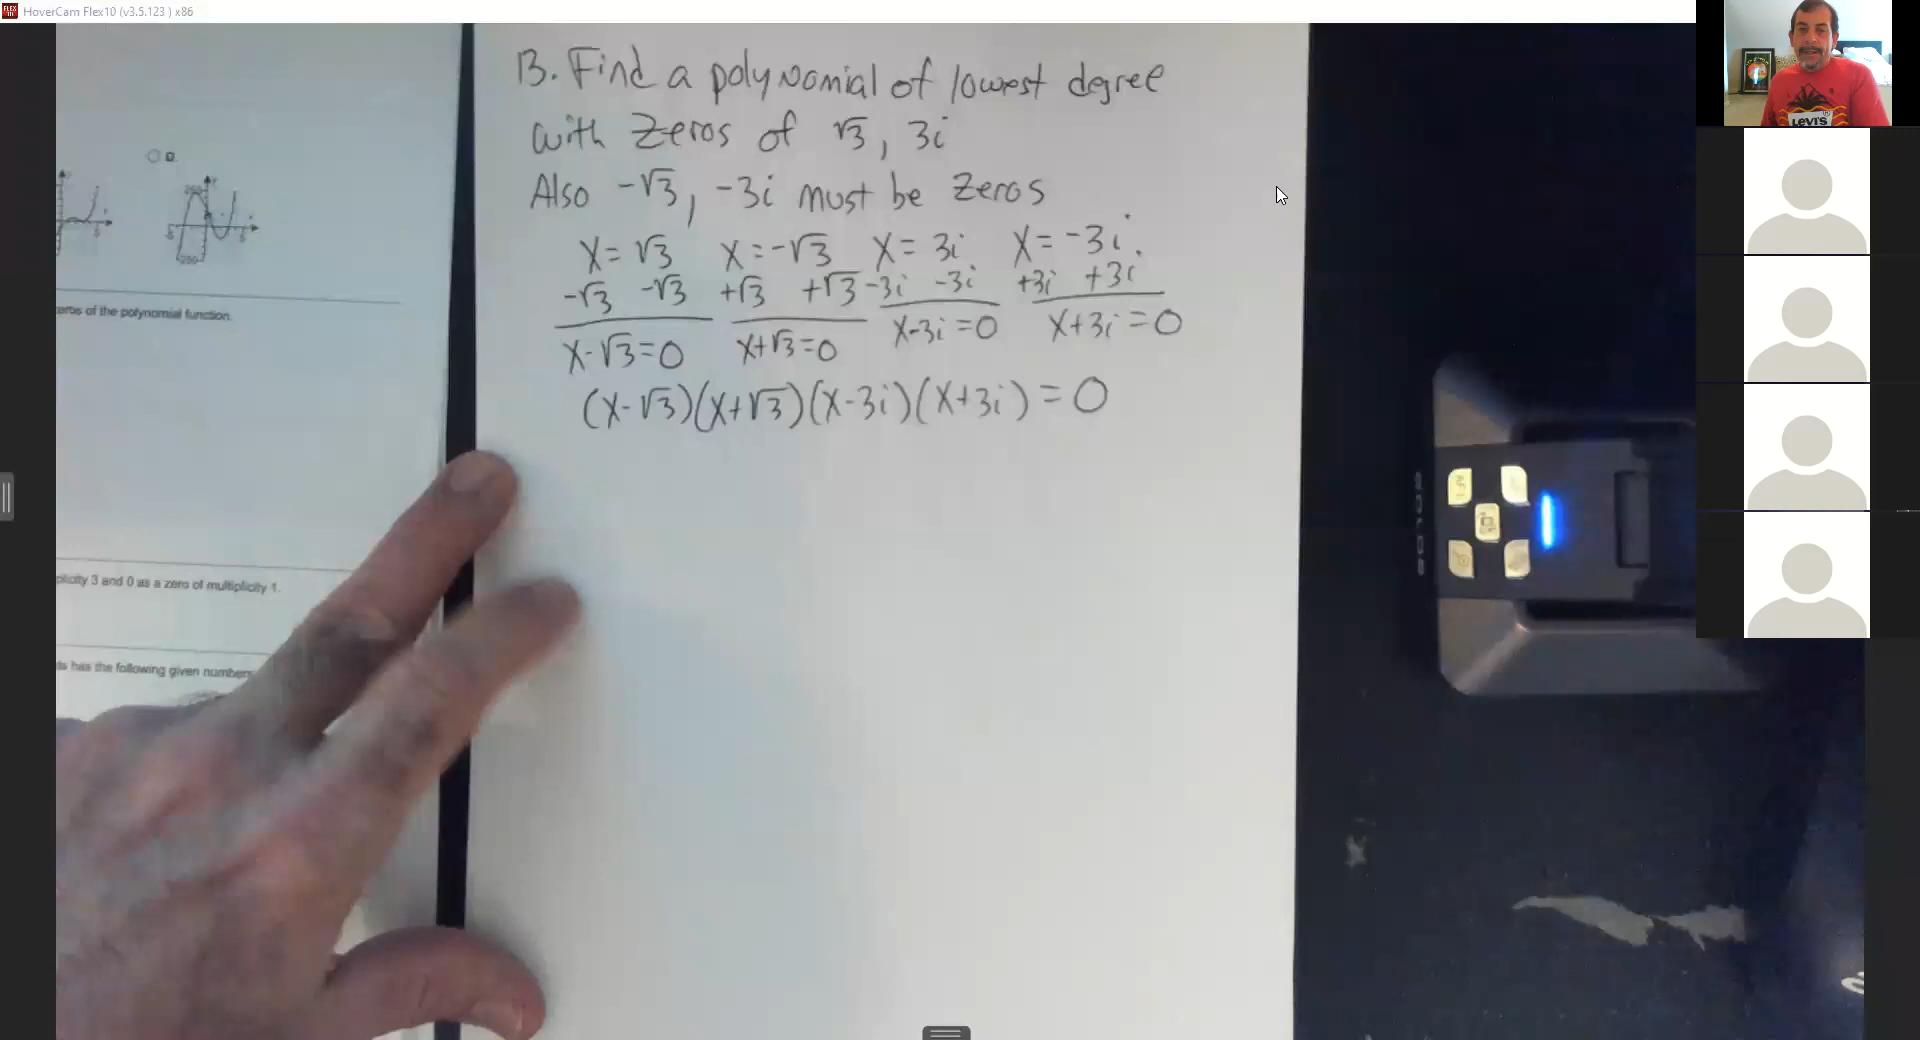 HoverCam Flex10 (v3.5.123 ) x86
13. Find a polynomial of lowest degree
with zeros of √3, 3i
Also -√3, -3i must be zeros
x = √3 x = -√3 x = 3i x = -3i
-√3 -√3 +√3 +√3 -3i -3i +3i +3i
x-√3=0 x+√3=0 x-3i=0 x+3i=0
(x-√3)(x+√3)(x-3i)(x+3i) = 0
of the polynomial function.
3 and 0 as a zero of multiplicity 1.
has the following given
LEVI'S